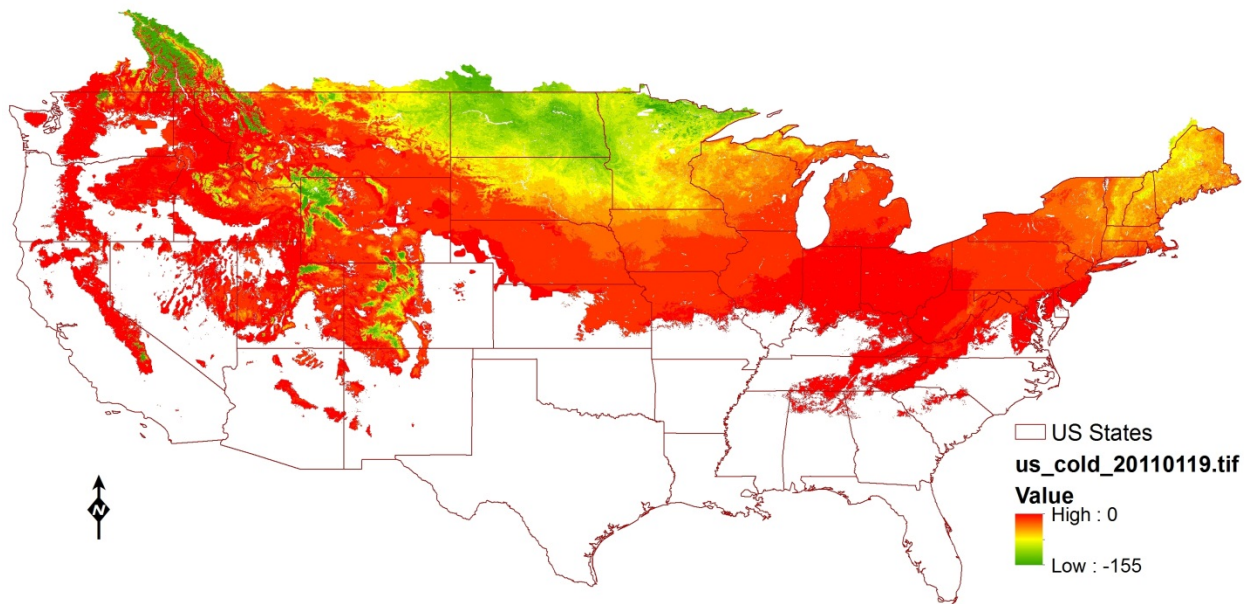 N
US States
us_cold_20110119.tif
Value
High : 0
Low : -155